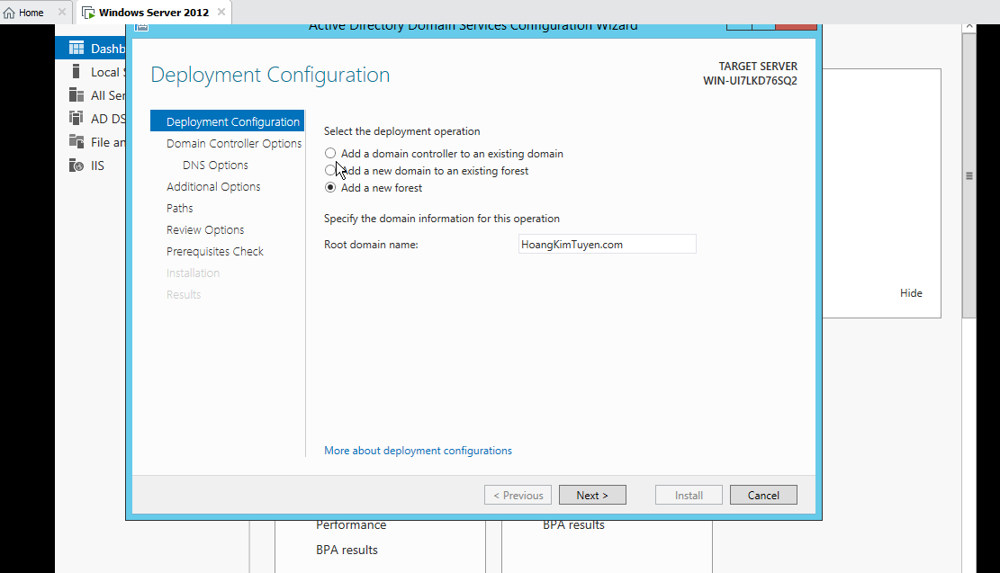 Home
Windows Server 2012
Active Directory Domain Services Configuration Wizard
Dashb
Local S
All Ser
AD DS
File an
IIS
Deployment Configuration
TARGET SERVER
WIN-UI7LKD76SQ2
Deployment Configuration
Domain Controller Options
DNS Options
Additional Options
Paths
Review Options
Prerequisites Check
Installation
Results
Select the deployment operation
Add a domain controller to an existing domain
Add a new domain to an existing forest
Add a new forest
Specify the domain information for this operation
Root domain name:
HoangKimTuyen.com
More about deployment configurations
Hide
< Previous
Next >
Install
Cancel
Performance
BPA results
BPA results